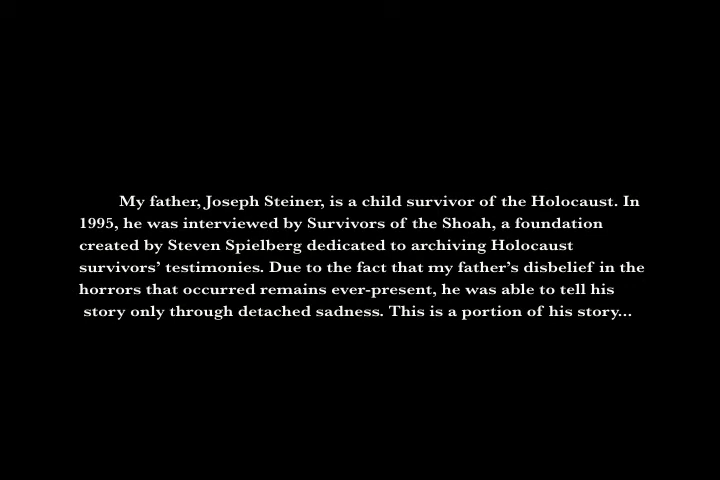 My father, Joseph Steiner, is a child survivor of the Holocaust. In
1995, he was interviewed by Survivors of the Shoah, a foundation
created by Steven Spielberg dedicated to archiving Holocaust
survivors’ testimonies. Due to the fact that my father’s disbelief in the
horrors that occurred remains ever-present, he was able to tell his
story only through detached sadness. This is a portion of his story...